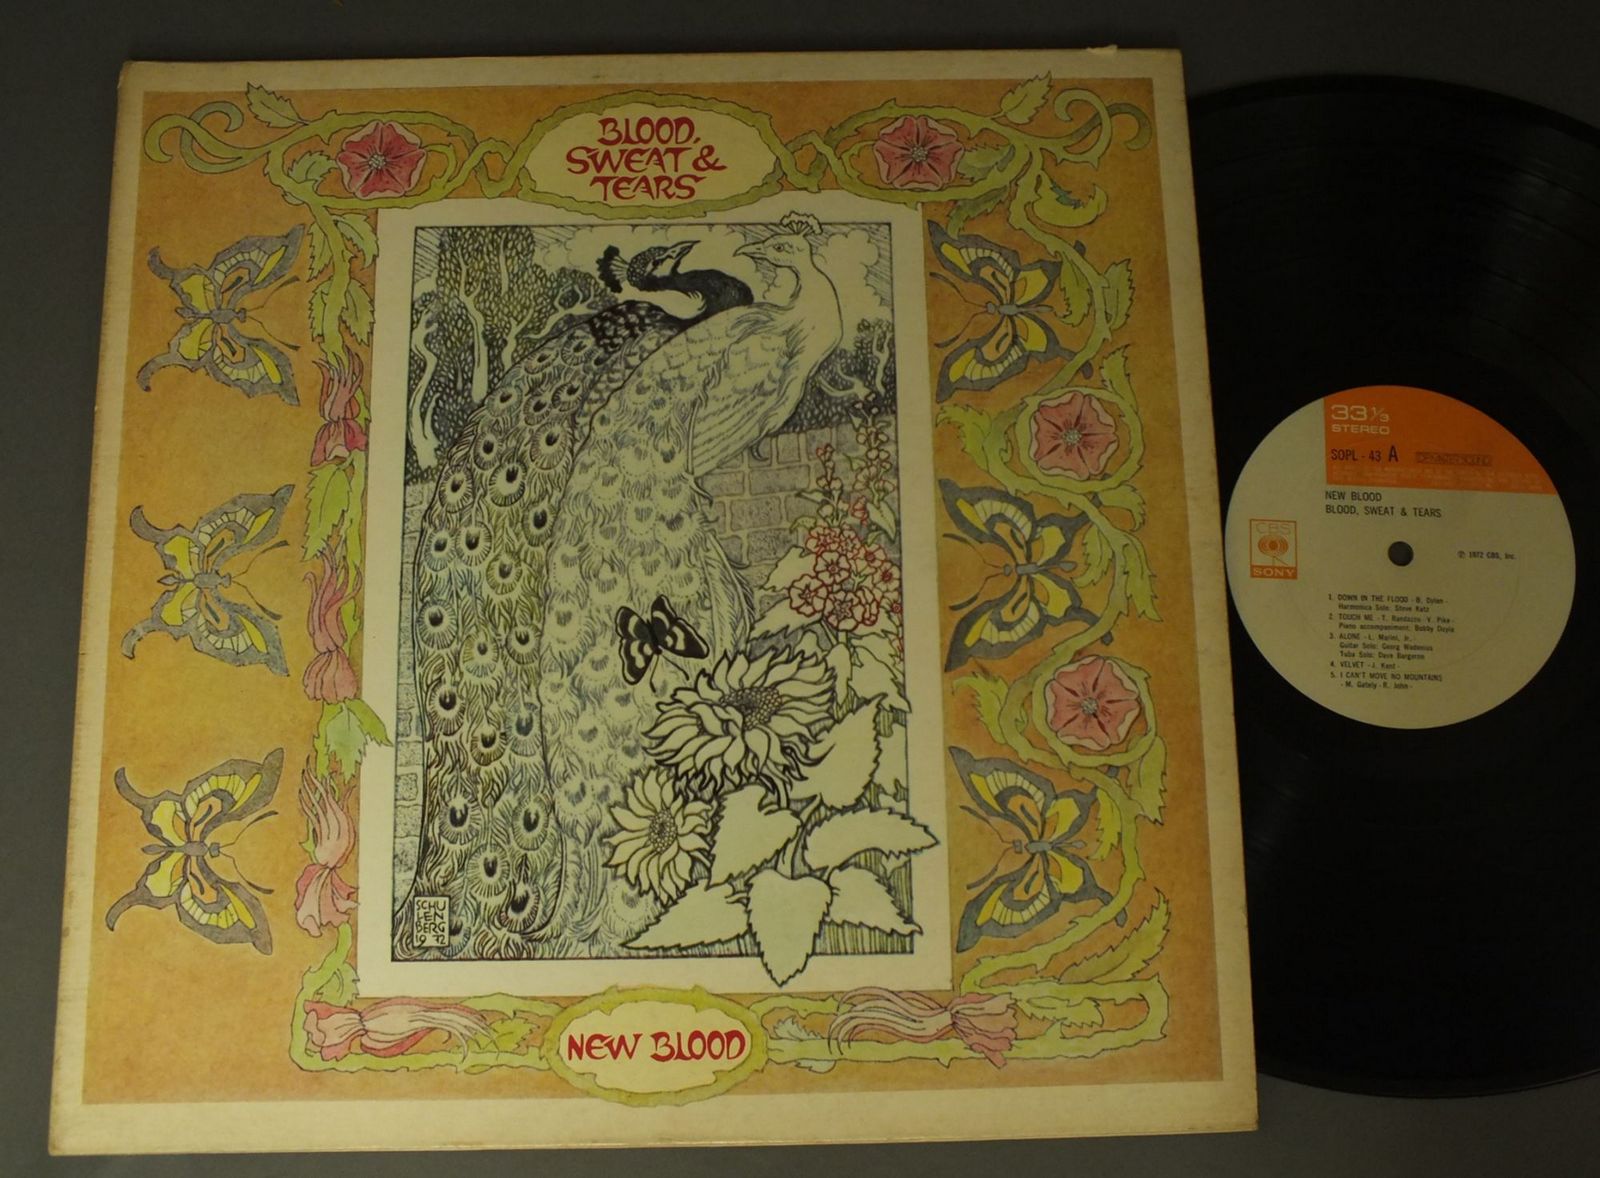 BLOOD,
SWEAT &
TEARS
SCHU
LEN
BERG
19 72
NEW BLOOD
33 1/3
STEREO
SOPL - 43 A
NEW BLOOD
BLOOD, SWEAT & TEARS
CBS
SONY
℗ 1972 CBS, Inc.
1. DOWN IN THE FLOOD - B. Dylan -
Harmonica Solo: Steve Katz
2. TOUCH ME - T. Randazzo - V. Pike -
Piano accompaniment: Bobby Doyle
3. ALONE - L. Marini, Jr. -
Guitar Solo: Georg Wadenius
Tuba Solo: Dave Bargeron
4. VELVET - J. Kent -
5. I CAN'T MOVE NO MOUNTAINS
- M. Gately - R. John -